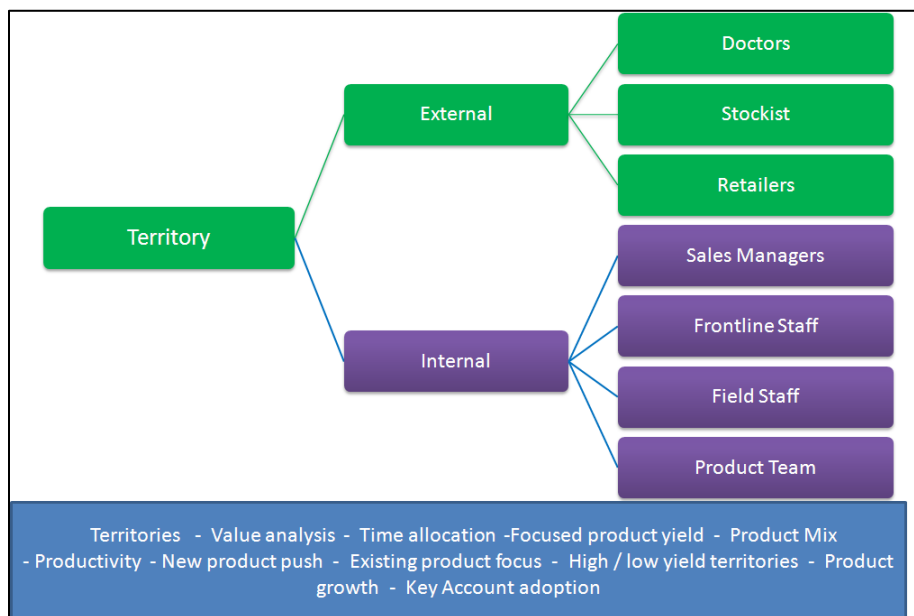 Doctors
External
Stockist
Retailers
Territory
Sales Managers
Frontline Staff
Internal
Field Staff
Product Team
Territories - Value analysis - Time allocation -Focused product yield - Product Mix
- Productivity - New product push - Existing product focus - High / low yield territories - Product
growth - Key Account adoption